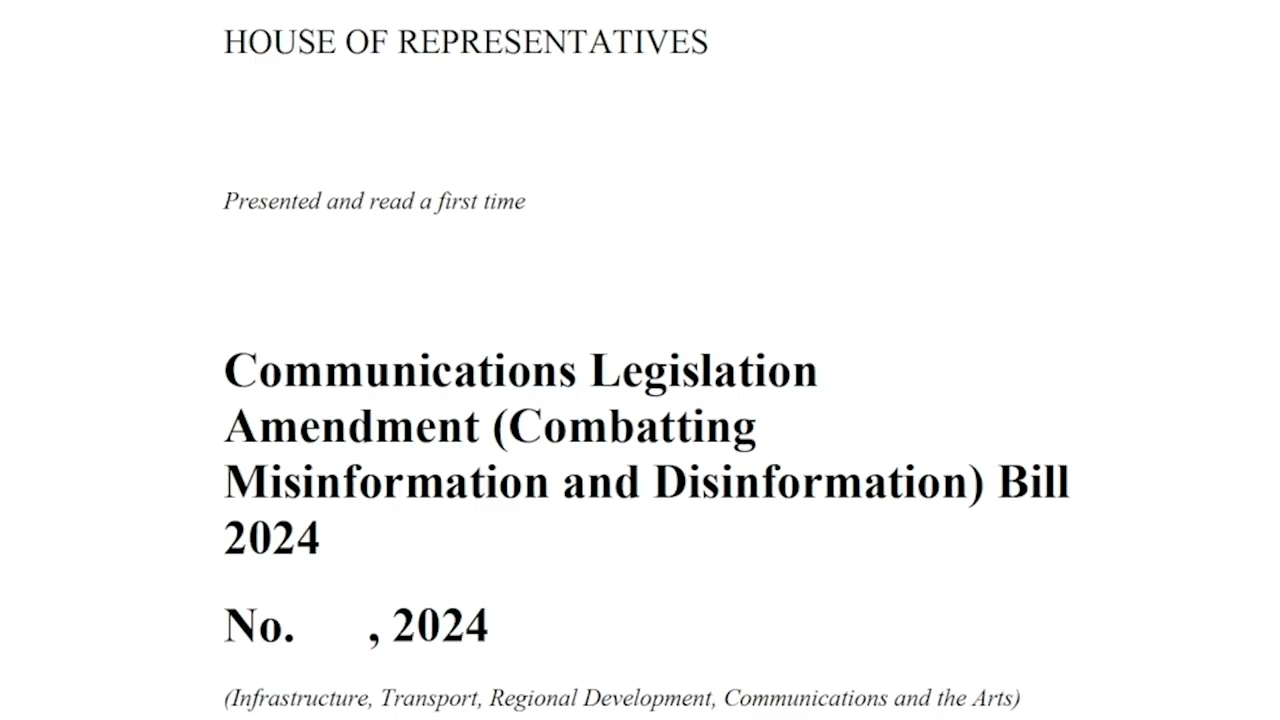 HOUSE OF REPRESENTATIVES
Presented and read a first time
Communications Legislation
Amendment (Combatting
Misinformation and Disinformation) Bill
2024
No.      , 2024
(Infrastructure, Transport, Regional Development, Communications and the Arts)